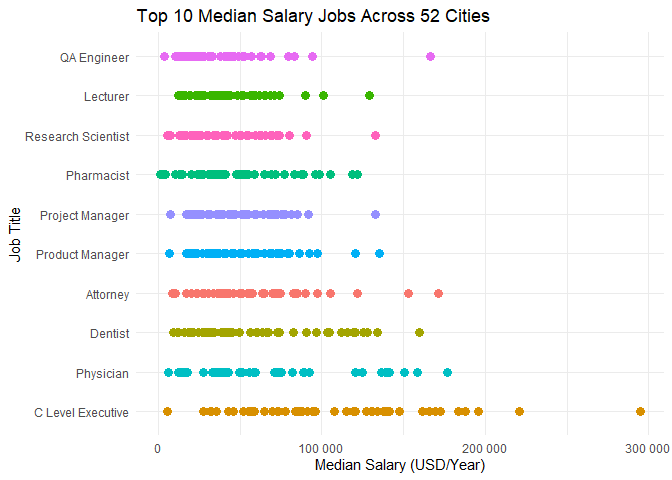 Top 10 Median Salary Jobs Across 52 Cities
QA Engineer
Lecturer
Research Scientist
Pharmacist
Project Manager
Product Manager
Attorney
Dentist
Physician
C Level Executive
Job Title
0
100 000
200 000
300 000
Median Salary (USD/Year)